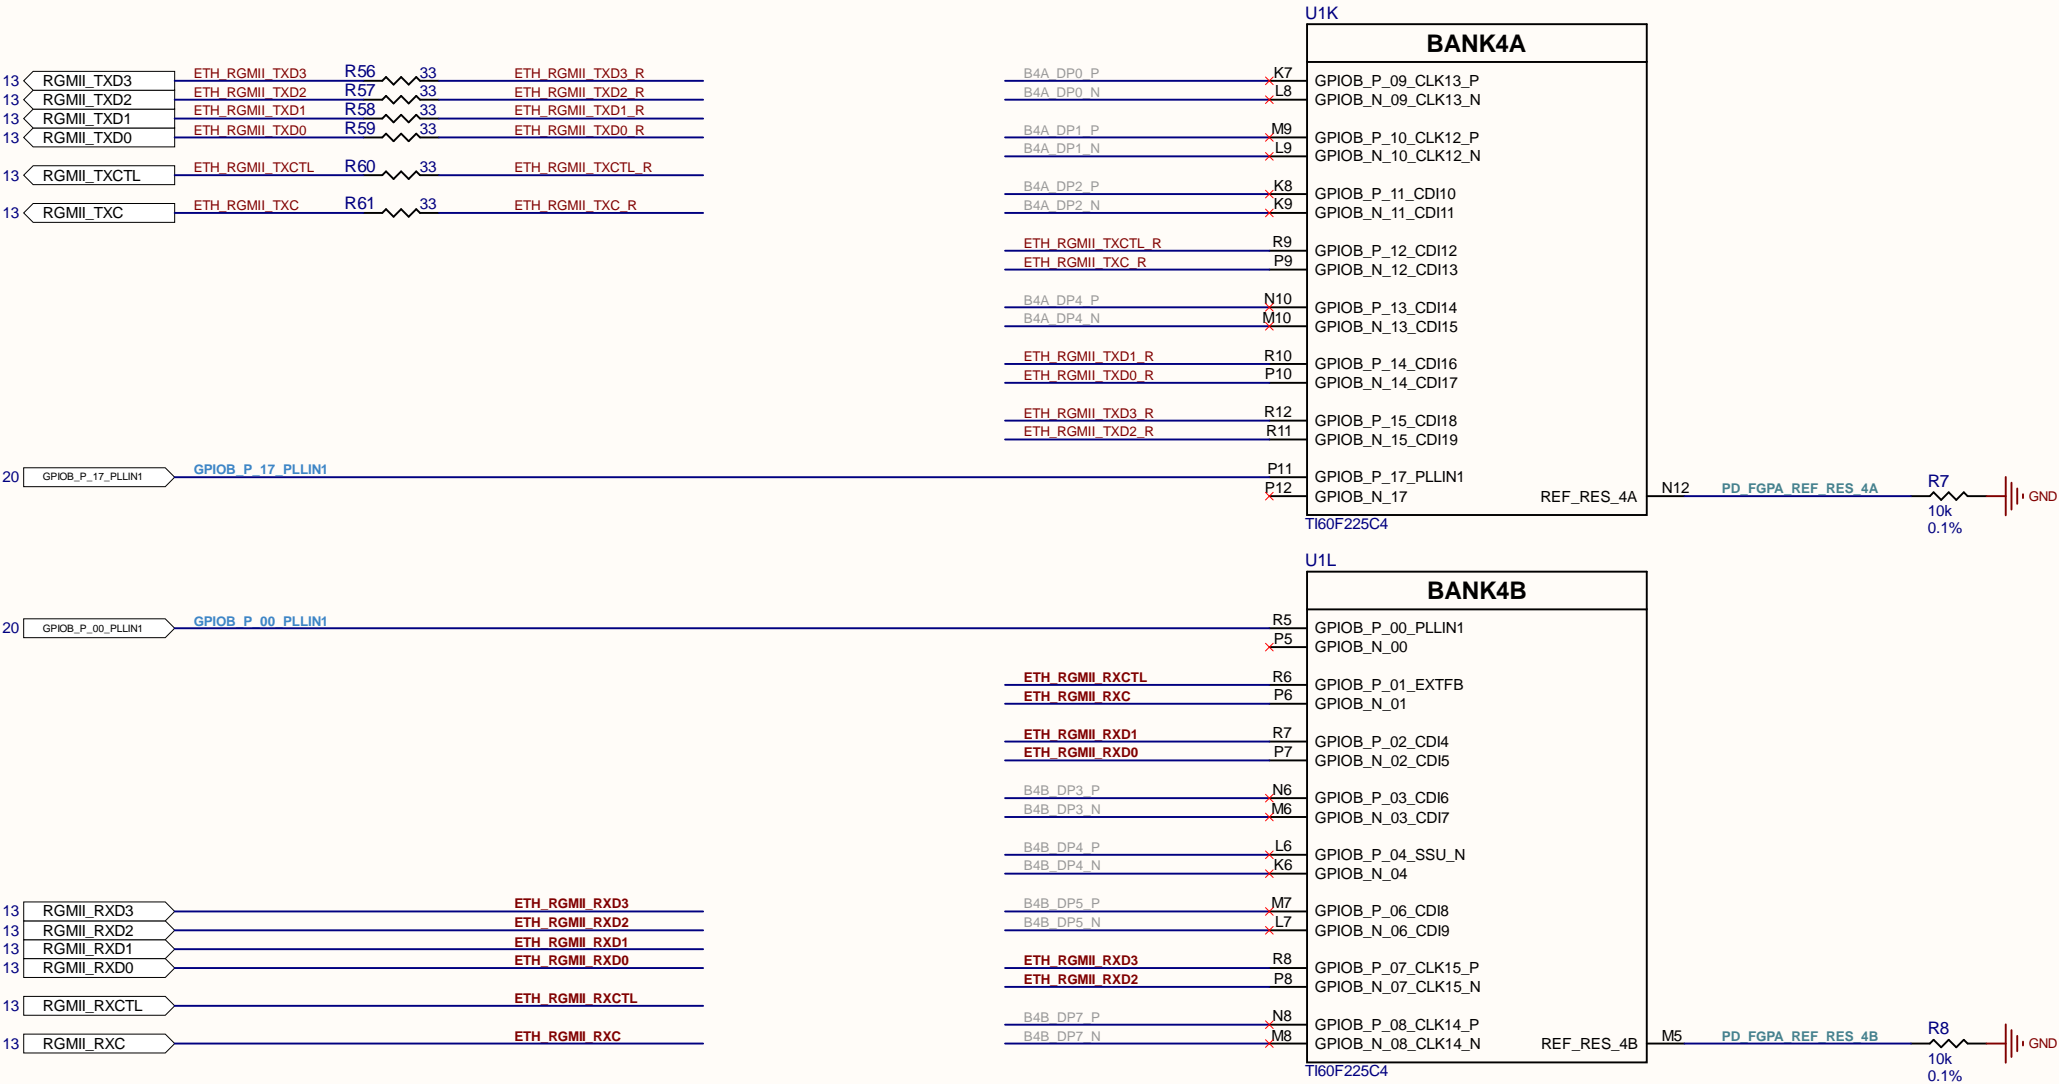 U1K
BANK4A
13 RGMII_TXD3 ETH_RGMII_TXD3 R56 33 ETH_RGMII_TXD3_R
13 RGMII_TXD2 ETH_RGMII_TXD2 R57 33 ETH_RGMII_TXD2_R
13 RGMII_TXD1 ETH_RGMII_TXD1 R58 33 ETH_RGMII_TXD1_R
13 RGMII_TXD0 ETH_RGMII_TXD0 R59 33 ETH_RGMII_TXD0_R
13 RGMII_TXCTL ETH_RGMII_TXCTL R60 33 ETH_RGMII_TXCTL_R
13 RGMII_TXC ETH_RGMII_TXC R61 33 ETH_RGMII_TXC_R
B4A_DP0_P K7 GPIOB_P_09_CLK13_P
B4A_DP0_N L8 GPIOB_N_09_CLK13_N
B4A_DP1_P M9 GPIOB_P_10_CLK12_P
B4A_DP1_N L9 GPIOB_N_10_CLK12_N
B4A_DP2_P K8 GPIOB_P_11_CDI10
B4A_DP2_N K9 GPIOB_N_11_CDI11
ETH_RGMII_TXCTL_R R9 GPIOB_P_12_CDI12
ETH_RGMII_TXC_R P9 GPIOB_N_12_CDI13
B4A_DP4_P N10 GPIOB_P_13_CDI14
B4A_DP4_N M10 GPIOB_N_13_CDI15
ETH_RGMII_TXD1_R R10 GPIOB_P_14_CDI16
ETH_RGMII_TXD0_R P10 GPIOB_N_14_CDI17
ETH_RGMII_TXD3_R R12 GPIOB_P_15_CDI18
ETH_RGMII_TXD2_R R11 GPIOB_N_15_CDI19
20 GPIOB_P_17_PLLIN1 GPIOB_P_17_PLLIN1 P11 GPIOB_P_17_PLLIN1
P12 GPIOB_N_17 REF_RES_4A N12 PD_FGPA_REF_RES_4A R7 GND
10k
0.1%
TI60F225C4
U1L
BANK4B
20 GPIOB_P_00_PLLIN1 GPIOB_P_00_PLLIN1 R5 GPIOB_P_00_PLLIN1
P5 GPIOB_N_00
ETH_RGMII_RXCTL R6 GPIOB_P_01_EXTFB
ETH_RGMII_RXC P6 GPIOB_N_01
ETH_RGMII_RXD1 R7 GPIOB_P_02_CDI4
ETH_RGMII_RXD0 P7 GPIOB_N_02_CDI5
B4B_DP3_P N6 GPIOB_P_03_CDI6
B4B_DP3_N M6 GPIOB_N_03_CDI7
B4B_DP4_P L6 GPIOB_P_04_SSU_N
B4B_DP4_N K6 GPIOB_N_04
13 RGMII_RXD3 ETH_RGMII_RXD3 B4B_DP5_P M7 GPIOB_P_06_CDI8
13 RGMII_RXD2 ETH_RGMII_RXD2 B4B_DP5_N L7 GPIOB_N_06_CDI9
13 RGMII_RXD1 ETH_RGMII_RXD1
13 RGMII_RXD0 ETH_RGMII_RXD0 ETH_RGMII_RXD3 R8 GPIOB_P_07_CLK15_P
ETH_RGMII_RXD2 P8 GPIOB_N_07_CLK15_N
13 RGMII_RXCTL ETH_RGMII_RXCTL
B4B_DP7_P N8 GPIOB_P_08_CLK14_P
13 RGMII_RXC ETH_RGMII_RXC B4B_DP7_N M8 GPIOB_N_08_CLK14_N REF_RES_4B M5 PD_FGPA_REF_RES_4B R8 GND
10k
0.1%
TI60F225C4